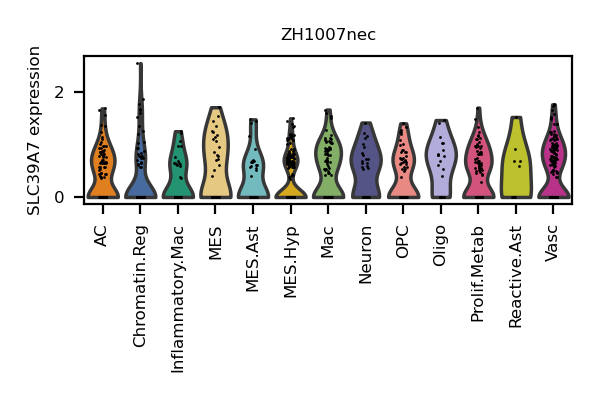 ZH1007nec
SLC39A7 expression
2
0
AC
Chromatin.Reg
Inflammatory.Mac
MES
MES.Ast
MES.Hyp
Mac
Neuron
OPC
Oligo
Prolif.Metab
Reactive.Ast
Vasc